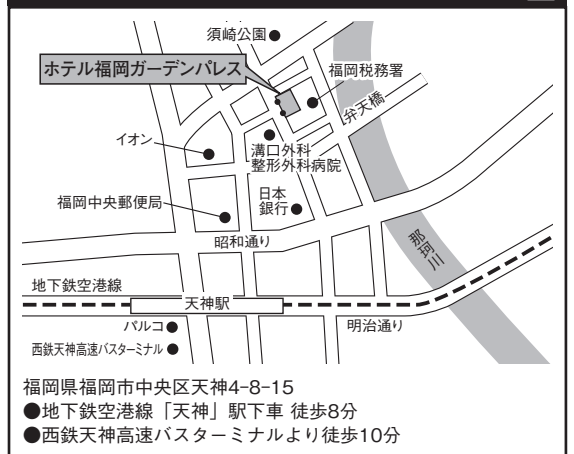 須崎公園
ホテル福岡ガーデンパレス
福岡税務署
弁天橋
イオン
溝口外科
整形外科病院
福岡中央郵便局
日本
銀行
昭和通り
那珂川
地下鉄空港線
天神駅
パルコ
明治通り
西鉄天神高速バスターミナル
福岡県福岡市中央区天神4-8-15
●地下鉄空港線「天神」駅下車 徒歩8分
●西鉄天神高速バスターミナルより徒歩10分